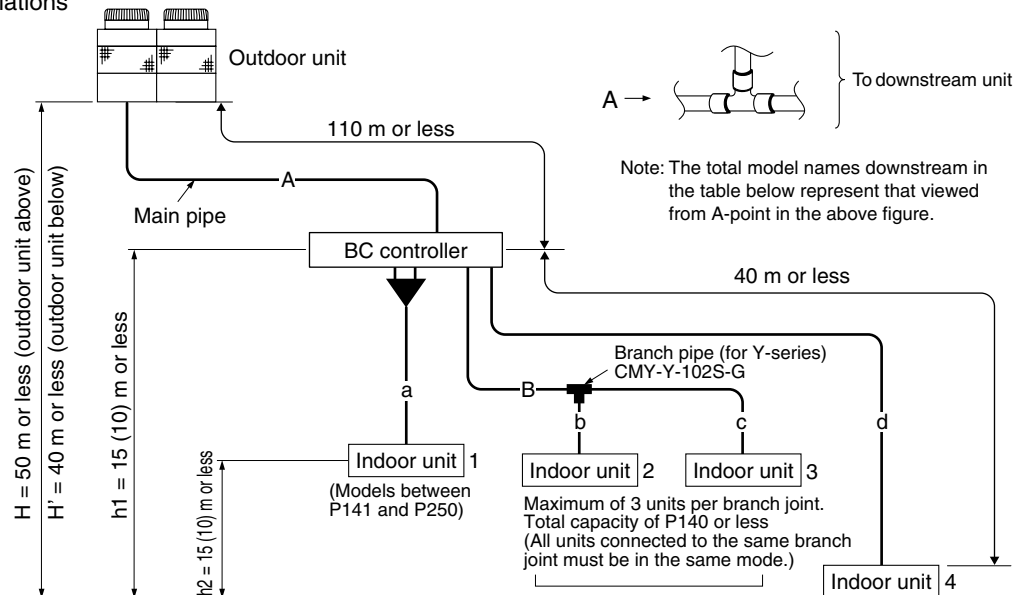 lations
Outdoor unit
A
To downstream unit
110 m or less
Note: The total model names downstream in
the table below represent that viewed
from A-point in the above figure.
A
Main pipe
BC controller
40 m or less
H = 50 m or less (outdoor unit above)
H' = 40 m or less (outdoor unit below)
h1 = 15 (10) m or less
h2 = 15 (10) m or less
Branch pipe (for Y-series)
CMY-Y-102S-G
a
B
b
c
d
Indoor unit 1
(Models between
P141 and P250)
Indoor unit 2
Indoor unit 3
Maximum of 3 units per branch joint.
Total capacity of P140 or less
(All units connected to the same branch
joint must be in the same mode.)
Indoor unit 4